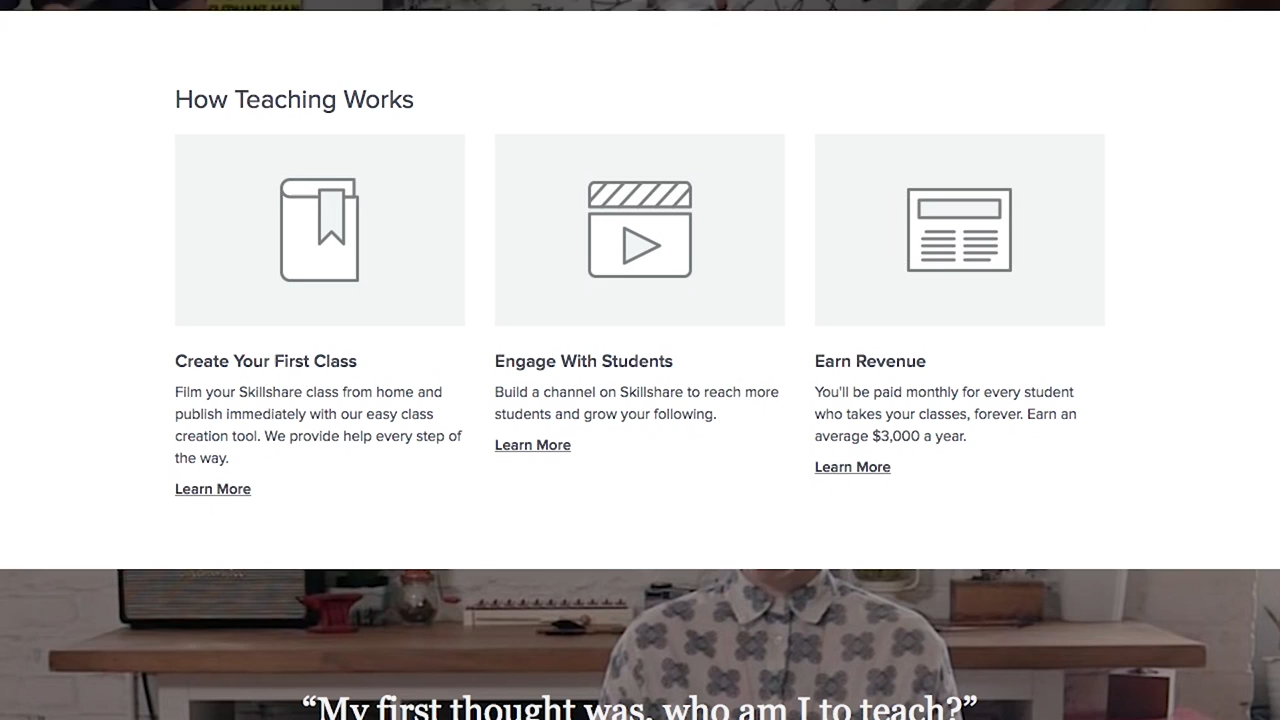 How Teaching Works
Create Your First Class
Film your Skillshare class from home and
publish immediately with our easy class
creation tool. We provide help every step of
the way.
Learn More
Engage With Students
Build a channel on Skillshare to reach more
students and grow your following.
Learn More
Earn Revenue
You'll be paid monthly for every student
who takes your classes, forever. Earn an
average $3,000 a year.
Learn More
“My first thought was, who am I to teach?”